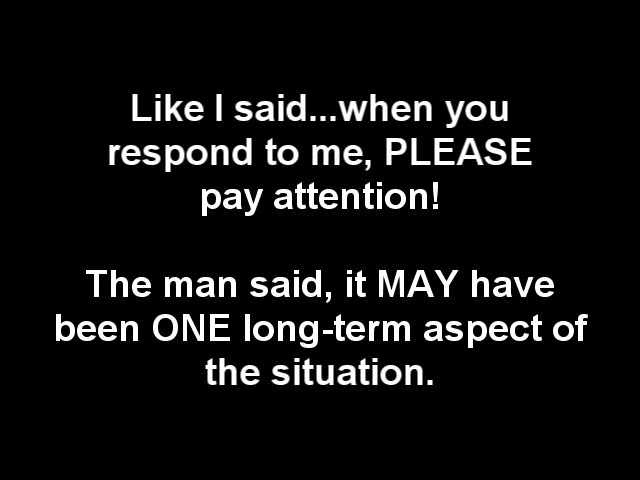 Like I said...when you
respond to me, PLEASE
pay attention!
The man said, it MAY have
been ONE long-term aspect of
the situation.